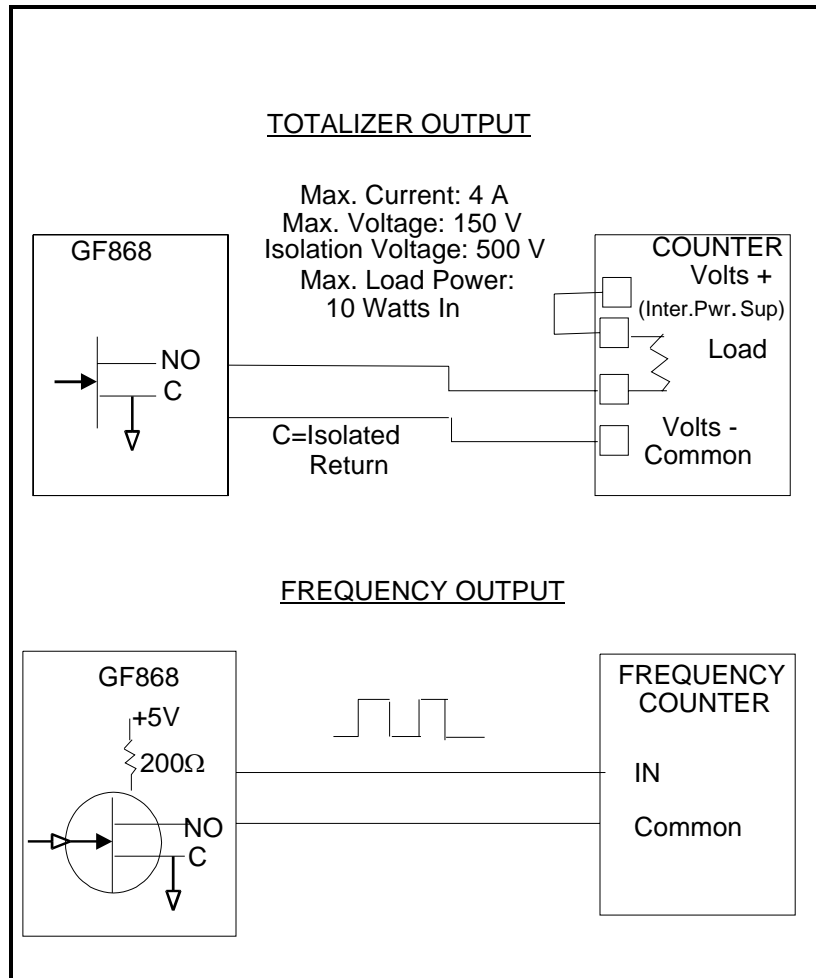 TOTALIZER OUTPUT
Max. Current: 4 A
Max. Voltage: 150 V
Isolation Voltage: 500 V
Max. Load Power:
10 Watts In
GF868
NO
C
C=Isolated
Return
COUNTER
Volts +
(Inter.Pwr. Sup)
Load
Volts -
Common
FREQUENCY OUTPUT
GF868
+5V
200Ω
NO
C
FREQUENCY
COUNTER
IN
Common